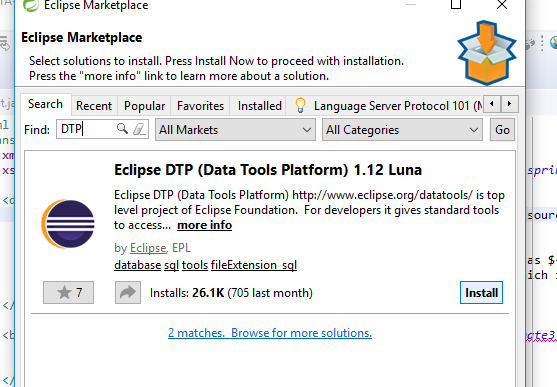 Eclipse Marketplace
Eclipse Marketplace
Select solutions to install. Press Install Now to proceed with installation.
Press the "more info" link to learn more about a solution.
Search Recent Popular Favorites Installed Language Server Protocol 101 (
Find: DTP All Markets All Categories Go
Eclipse DTP (Data Tools Platform) 1.12 Luna
Eclipse DTP (Data Tools Platform) http://www.eclipse.org/datatools/ is top
level project of Eclipse Foundation. For developers it gives standard tools
to access... more info
by Eclipse, EPL
database sql tools fileExtension_sql
7 Installs: 26.1K (705 last month) Install
2 matches. Browse for more solutions.